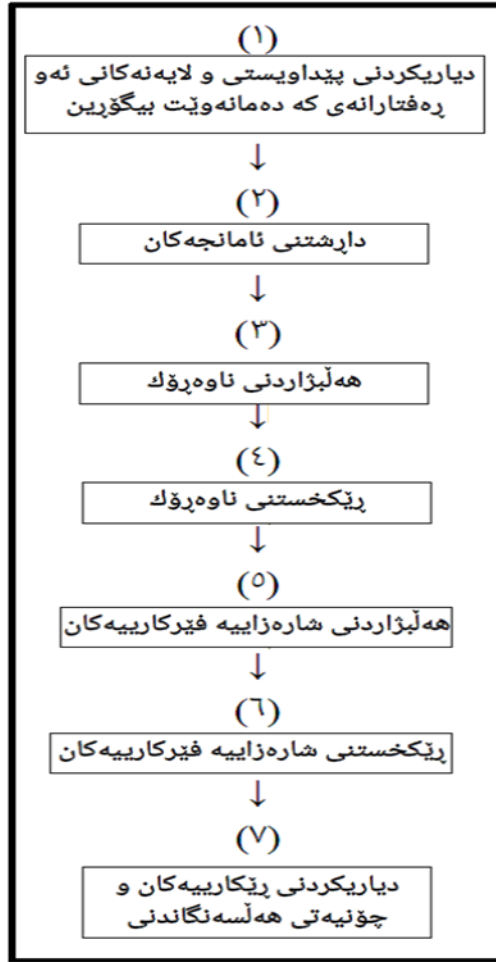 (١)
دیاریکردنی پێداویستی و لایەنەکانی ئەو
ڕەفتارانەی کە دەمانەوێت بیگۆڕین
↓
(٢)
داڕشتنی ئامانجەکان
↓
(٣)
هەڵبژاردنی ناوەڕۆك
↓
(٤)
ڕێکخستنی ناوەڕۆك
↓
(٥)
هەڵبژاردنی شارەزاییە فێرکارییەکان
↓
(٦)
ڕێکخستنی شارەزاییە فێرکارییەکان
↓
(٧)
دیاریکردنی ڕێکارییەکان و
چۆنیەتی هەڵسەنگاندنی